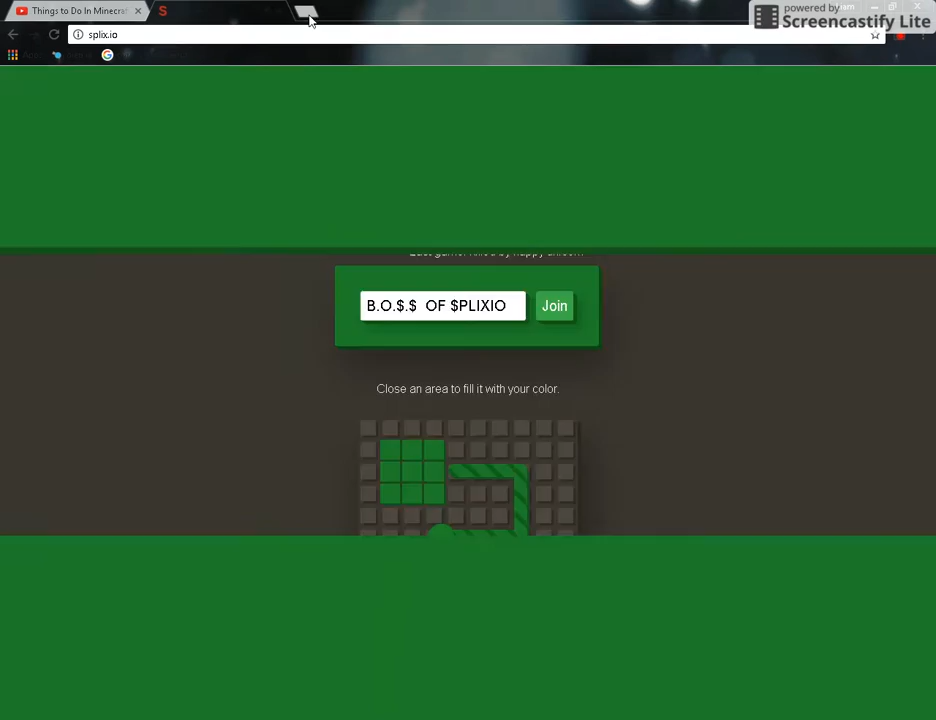 Things to Do In Minecra
S
powered by
Screencastify Lite
splix.io
B.O.$.$ OF $PLIXIO
Join
Close an area to fill it with your color.